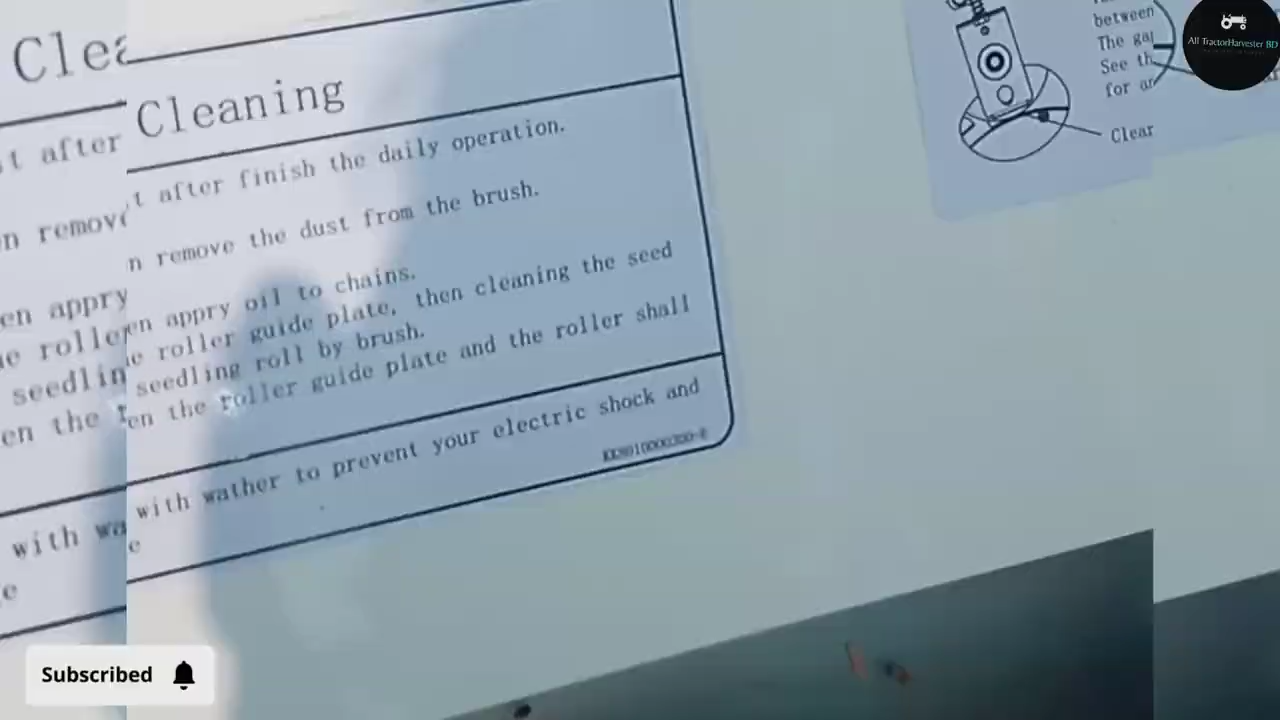 Clea
Cleaning
t after
t after finish the daily operation.
n remove
n remove the dust from the brush.
en appry
en appry oil to chains.
e roller
e roller guide plate, then cleaning the seed
seedlin
seedling roll by brush.
en the
en the roller guide plate and the roller shall
with wa
with wather to prevent your electric shock and
e
e
between
The gap
See th
for ar
Clear
All TractorHarvester BD
Subscribed